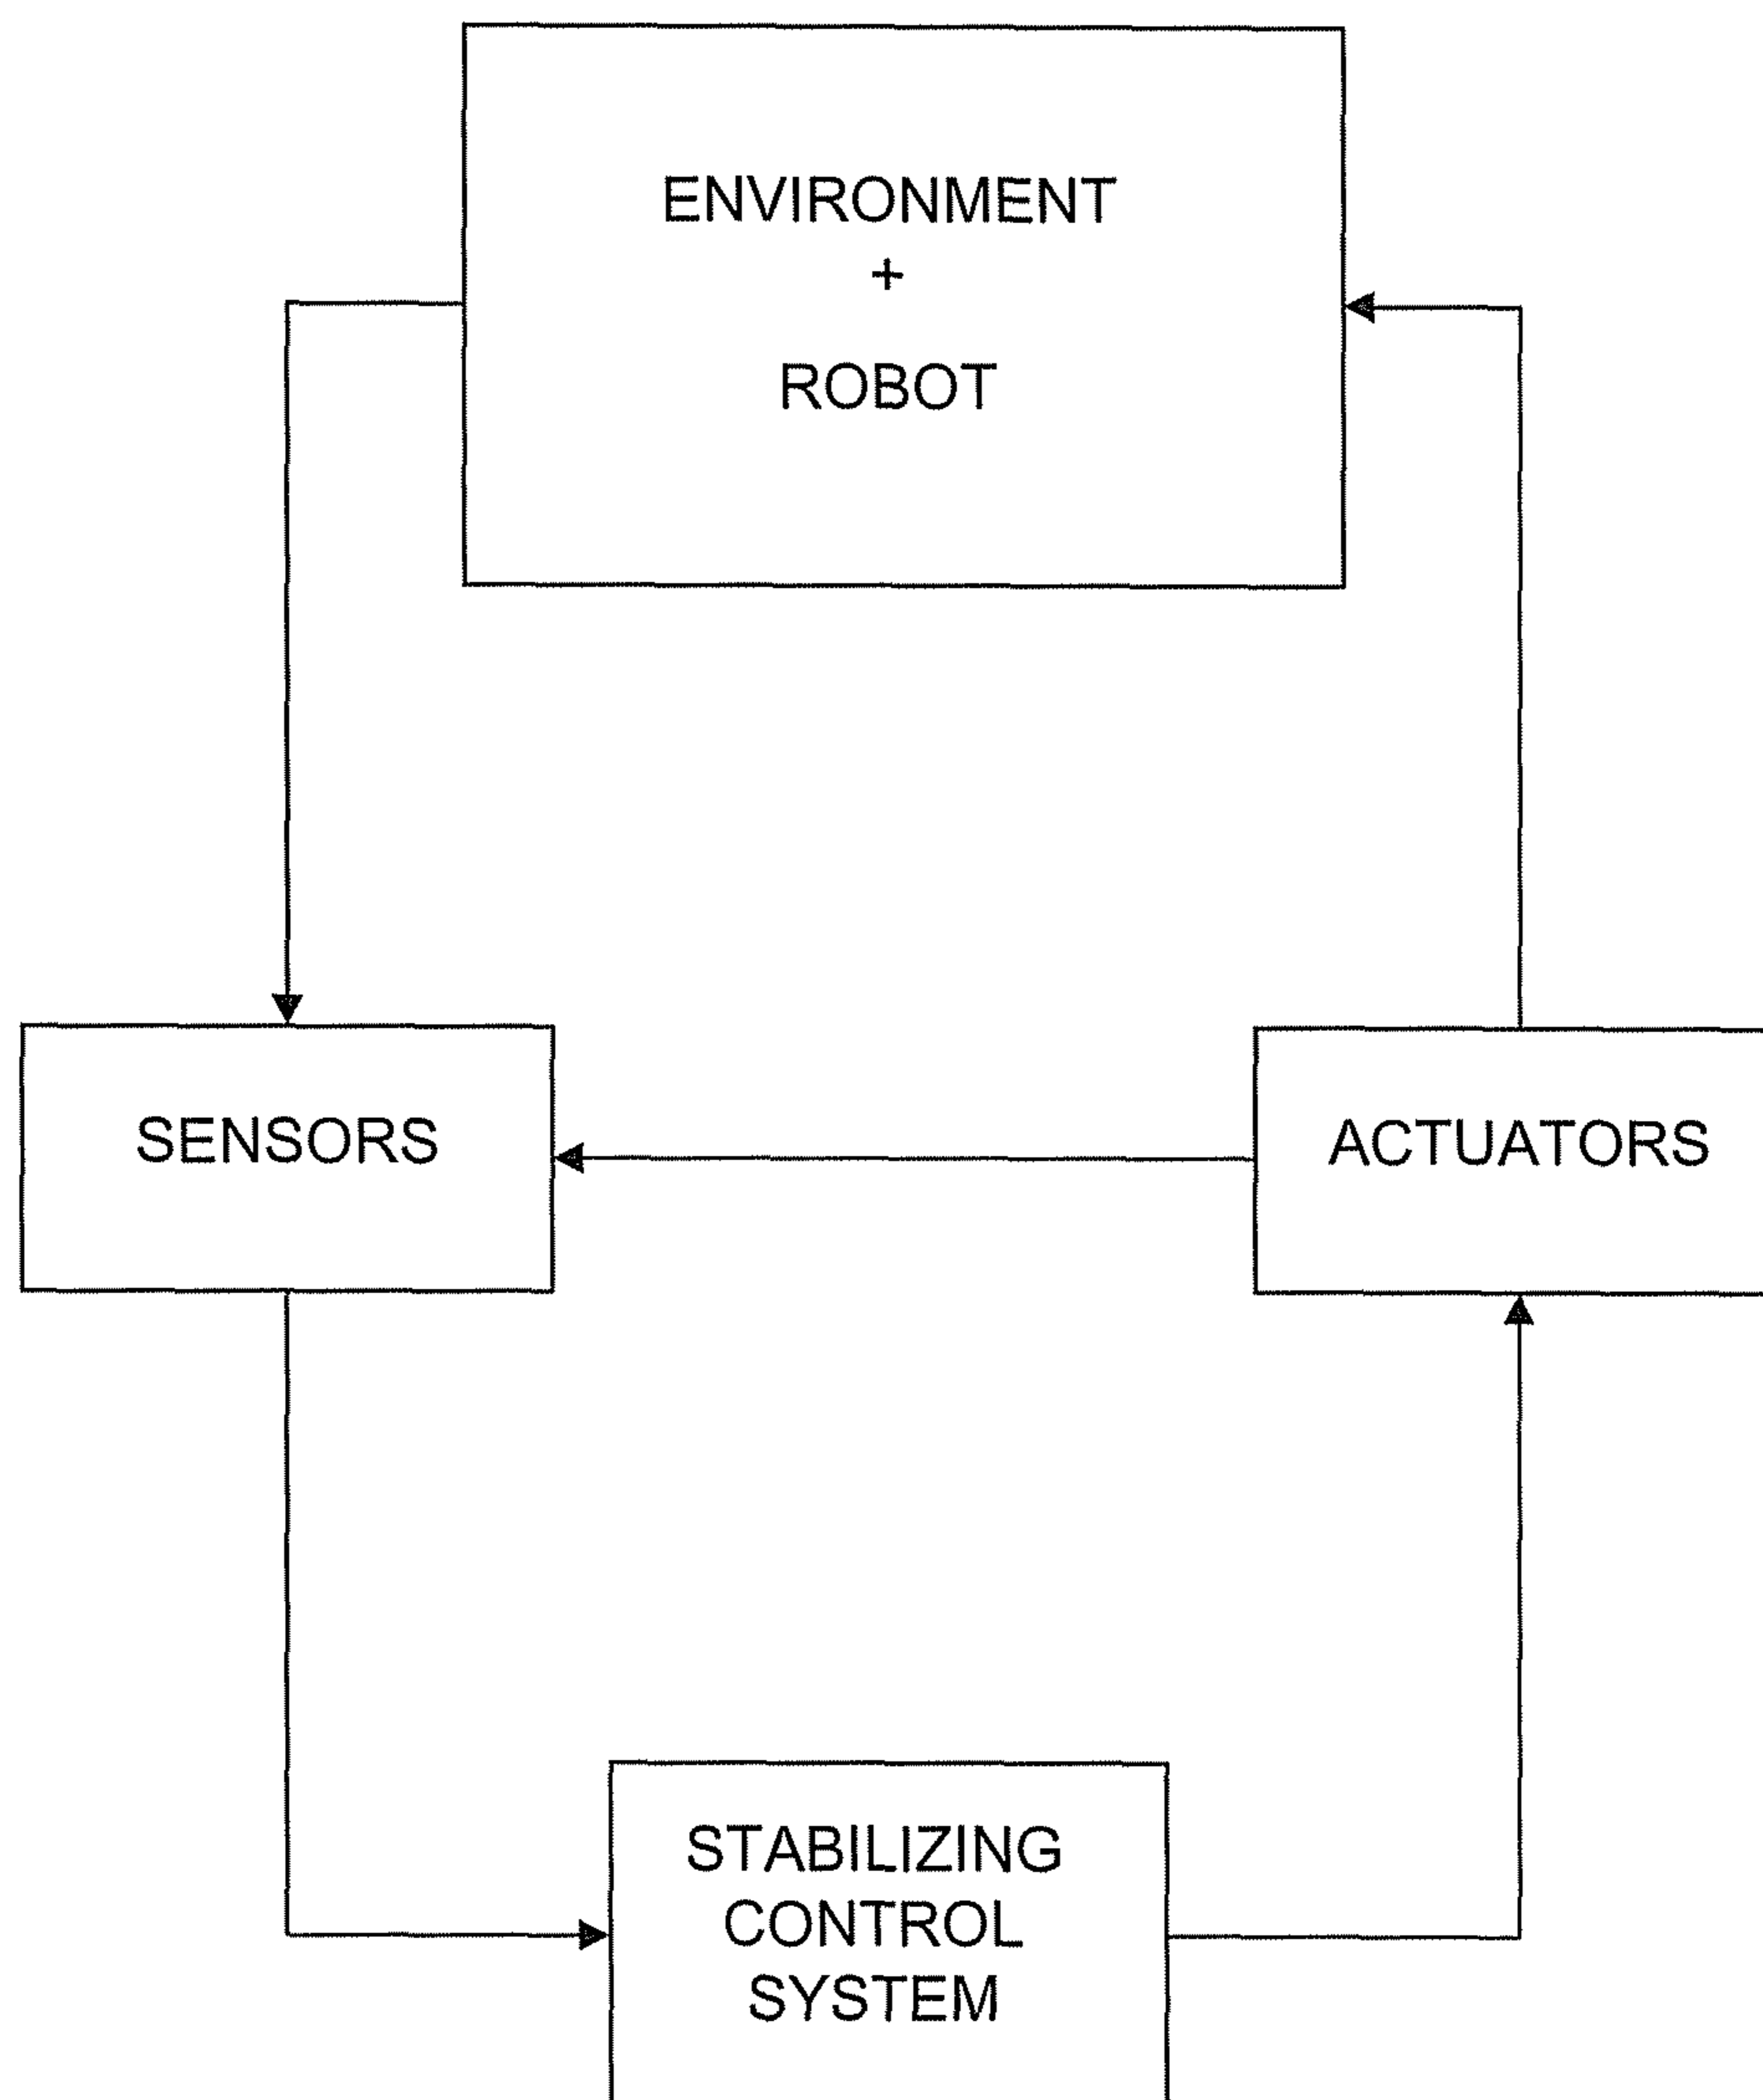 ENVIRONMENT
+
ROBOT
SENSORS
ACTUATORS
STABILIZING
CONTROL
SYSTEM